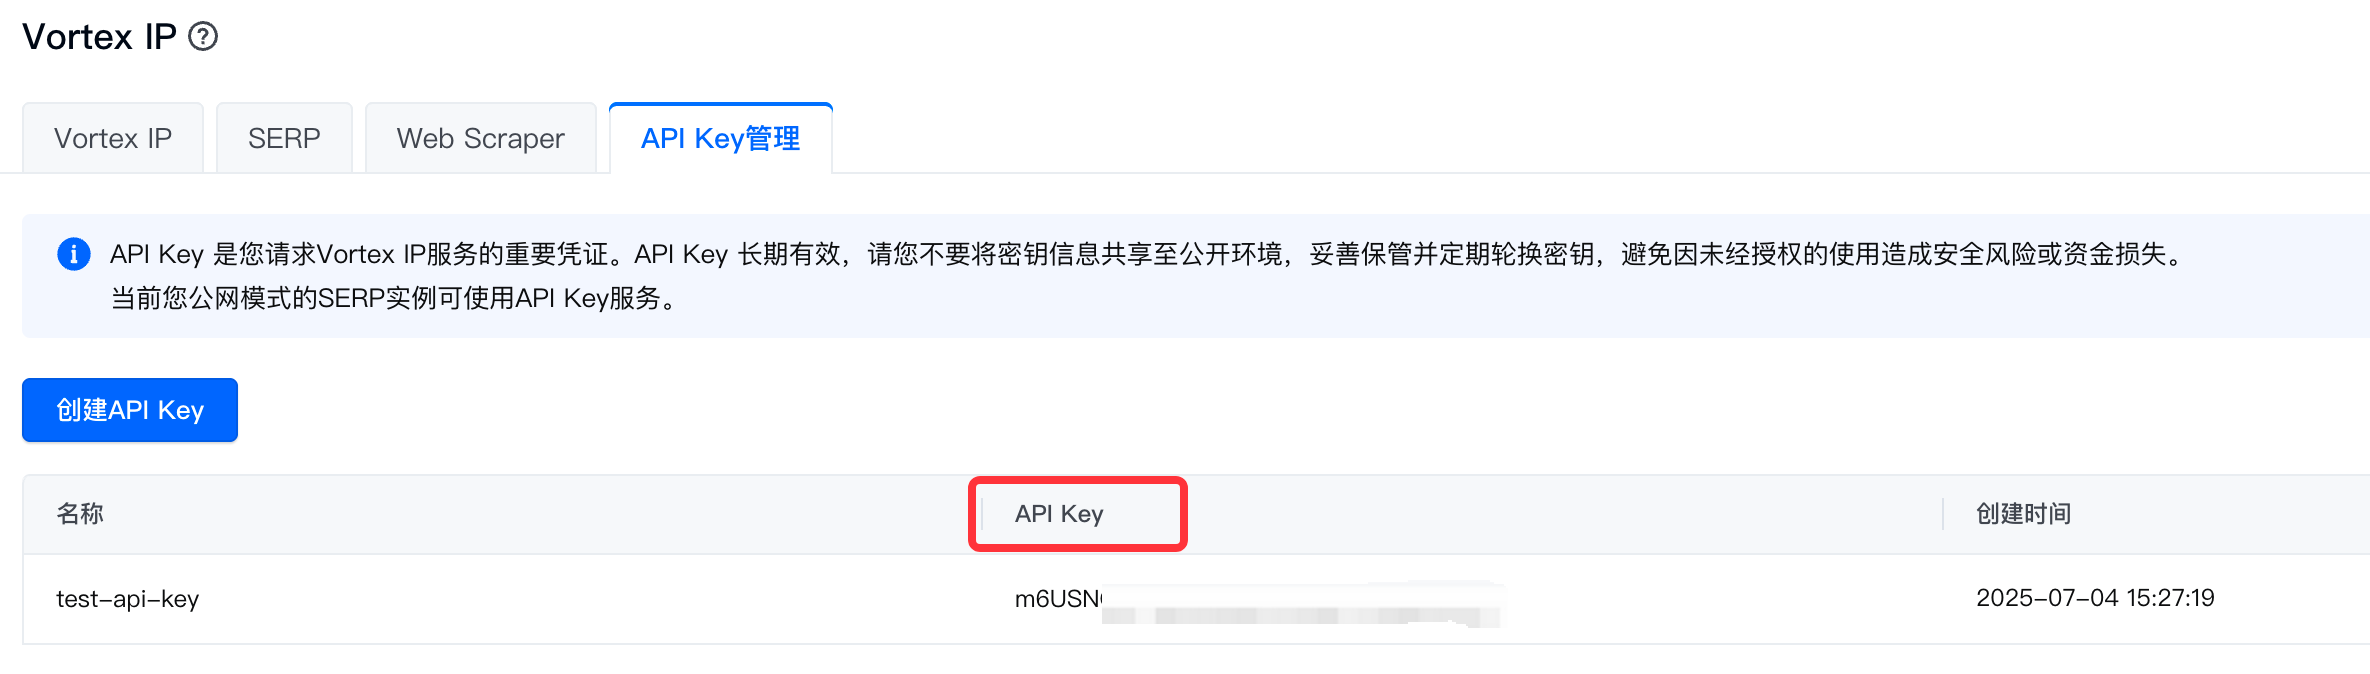 Vortex IP
Vortex IP
SERP
Web Scraper
API Key管理
API Key 是您请求Vortex IP服务的重要凭证。API Key 长期有效，请您不要将密钥信息共享至公开环境，妥善保管并定期轮换密钥，避免因未经授权的使用造成安全风险或资金损失。
当前您公网模式的SERP实例可使用API Key服务。
创建API Key
名称
API Key
创建时间
test-api-key
m6USN
2025-07-04 15:27:19